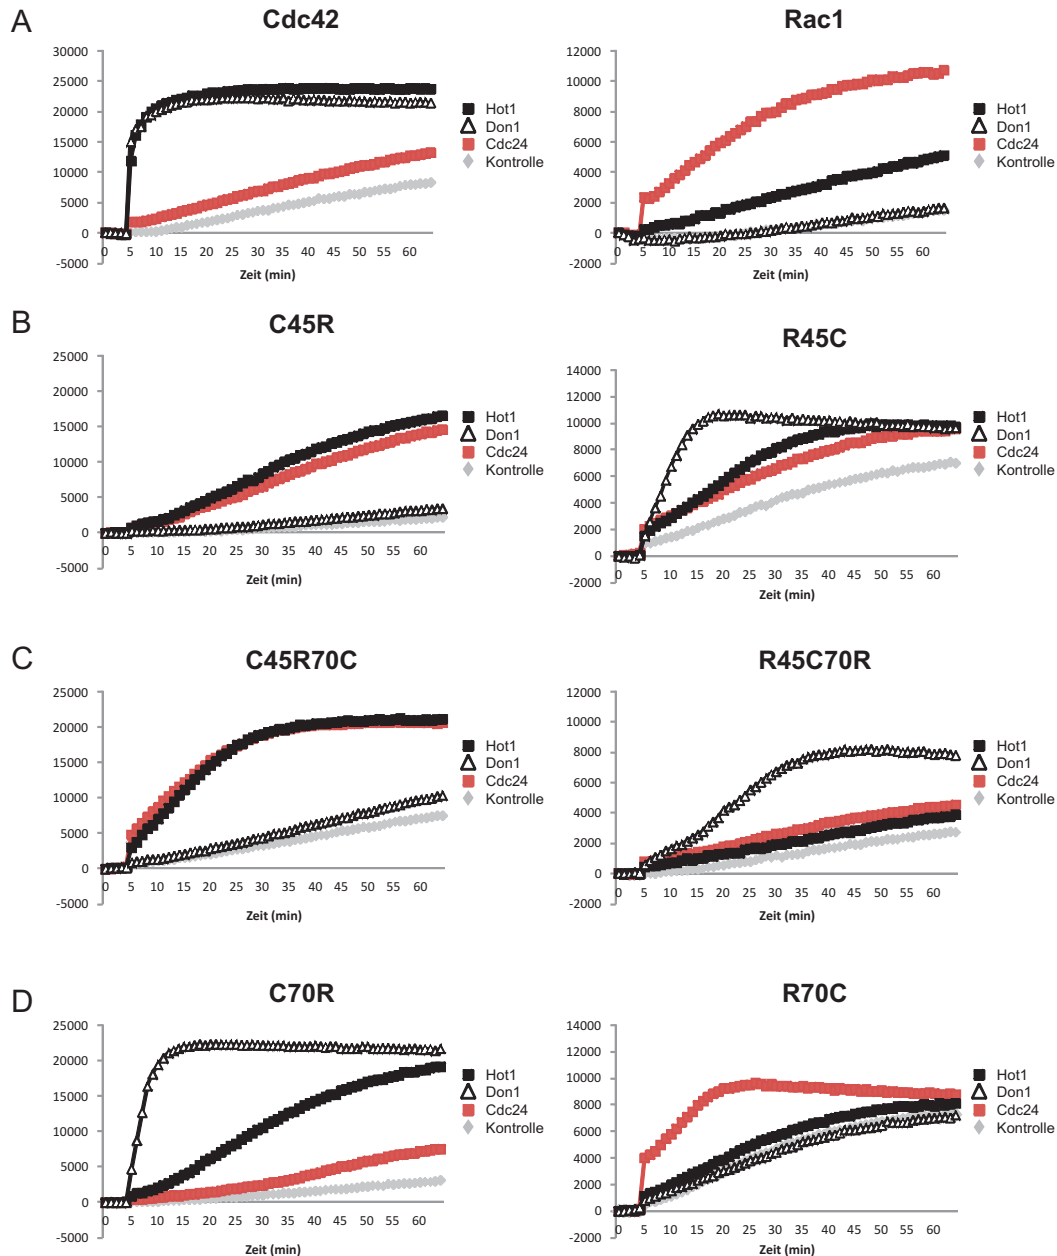 A
Cdc42
30000
25000
20000
15000
10000
5000
0
-5000
0 5 10 15 20 25 30 35 40 45 50 55 60
Zeit (min)
Hot1
Don1
Cdc24
Kontrolle
Rac1
12000
10000
8000
6000
4000
2000
0
-2000
0 5 10 15 20 25 30 35 40 45 50 55 60
Zeit (min)
Hot1
Don1
Cdc24
Kontrolle
B
C45R
25000
20000
15000
10000
5000
0
-5000
0 5 10 15 20 25 30 35 40 45 50 55 60
Zeit (min)
Hot1
Don1
Cdc24
Kontrolle
R45C
14000
12000
10000
8000
6000
4000
2000
0
-2000
0 5 10 15 20 25 30 35 40 45 50 55 60
Zeit (min)
Hot1
Don1
Cdc24
Kontrolle
C
C45R70C
25000
20000
15000
10000
5000
0
-5000
0 5 10 15 20 25 30 35 40 45 50 55 60
Zeit (min)
Hot1
Don1
Cdc24
Kontrolle
R45C70R
12000
10000
8000
6000
4000
2000
0
-2000
0 5 10 15 20 25 30 35 40 45 50 55 60
Zeit (min)
Hot1
Don1
Cdc24
Kontrolle
D
C70R
25000
20000
15000
10000
5000
0
-5000
0 5 10 15 20 25 30 35 40 45 50 55 60
Zeit (min)
Hot1
Don1
Cdc24
Kontrolle
R70C
14000
12000
10000
8000
6000
4000
2000
0
-2000
0 5 10 15 20 25 30 35 40 45 50 55 60
Zeit (min)
Hot1
Don1
Cdc24
Kontrolle